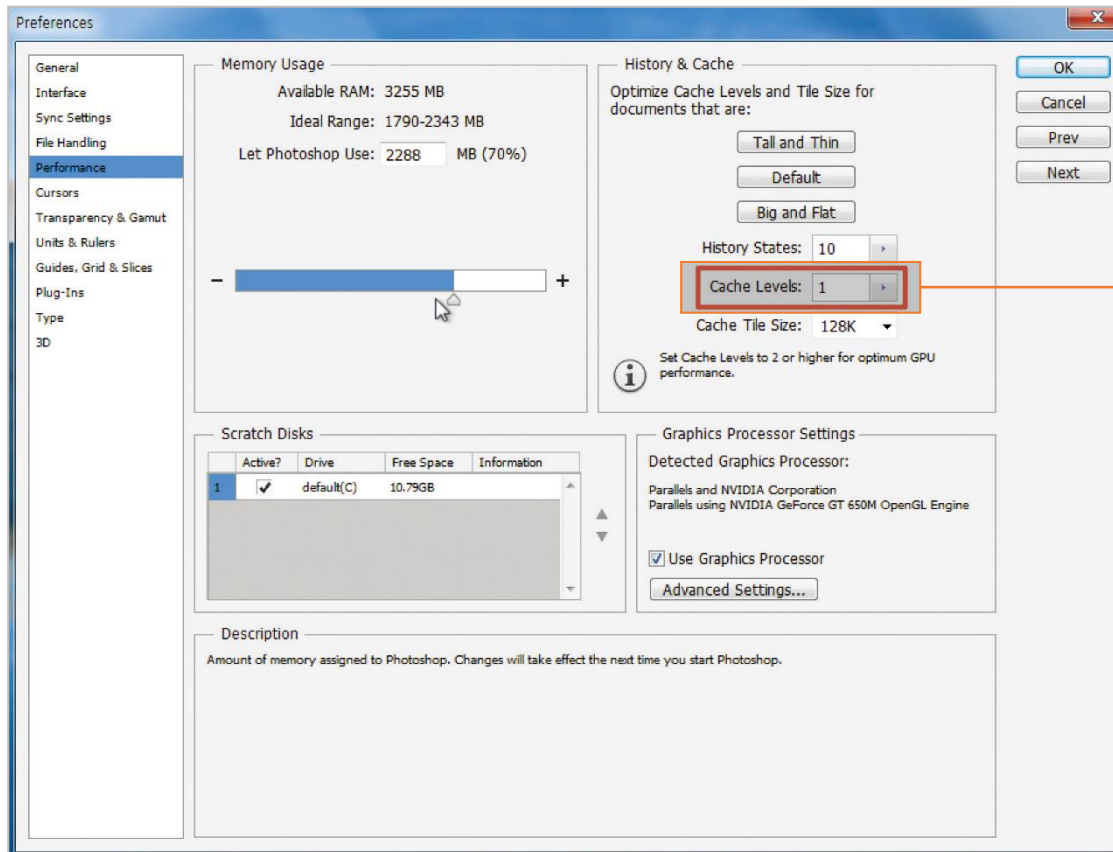 Preferences
x
General
Interface
Sync Settings
File Handling
Performance
Cursors
Transparency & Gamut
Units & Rulers
Guides, Grid & Slices
Plug-Ins
Type
3D
Memory Usage
Available RAM: 3255 MB
Ideal Range: 1790-2343 MB
Let Photoshop Use: 2288 MB (70%)
- +
History & Cache
Optimize Cache Levels and Tile Size for
documents that are:
Tall and Thin
Default
Big and Flat
History States: 10
Cache Levels: 1
Cache Tile Size: 128K
i
Set Cache Levels to 2 or higher for optimum GPU
performance.
OK
Cancel
Prev
Next
Scratch Disks
Active? Drive Free Space Information
1 default(C) 10.79GB
Graphics Processor Settings
Detected Graphics Processor:
Parallels and NVIDIA Corporation
Parallels using NVIDIA GeForce GT 650M OpenGL Engine
Use Graphics Processor
Advanced Settings...
Description
Amount of memory assigned to Photoshop. Changes will take effect the next time you start Photoshop.